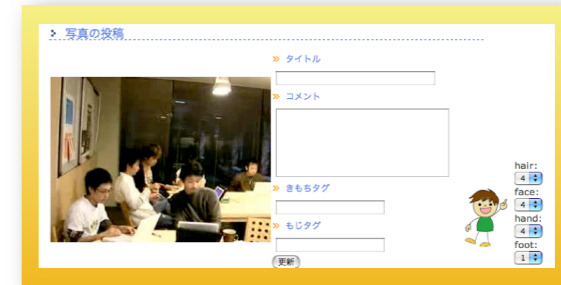 写真の投稿
タイトル
コメント
きもちタグ
もじタグ
更新
hair:
4
face:
4
hand:
4
foot:
1